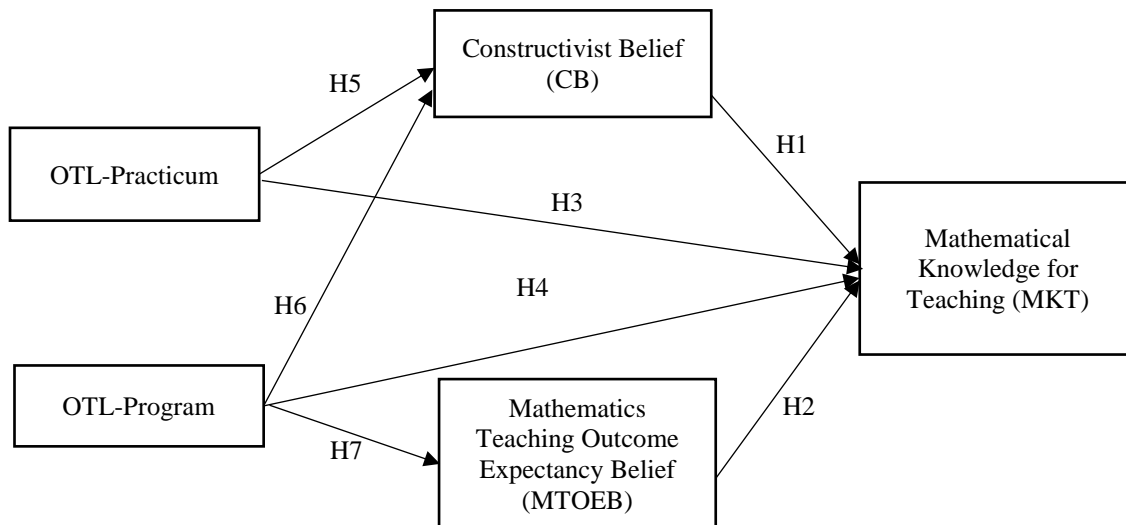 Constructivist Belief
(CB)
H5
H1
OTL-Practicum
H3
Mathematical
Knowledge for
Teaching (MKT)
H6
H4
OTL-Program
Mathematics
Teaching Outcome
Expectancy Belief
(MTOEB)
H7
H2